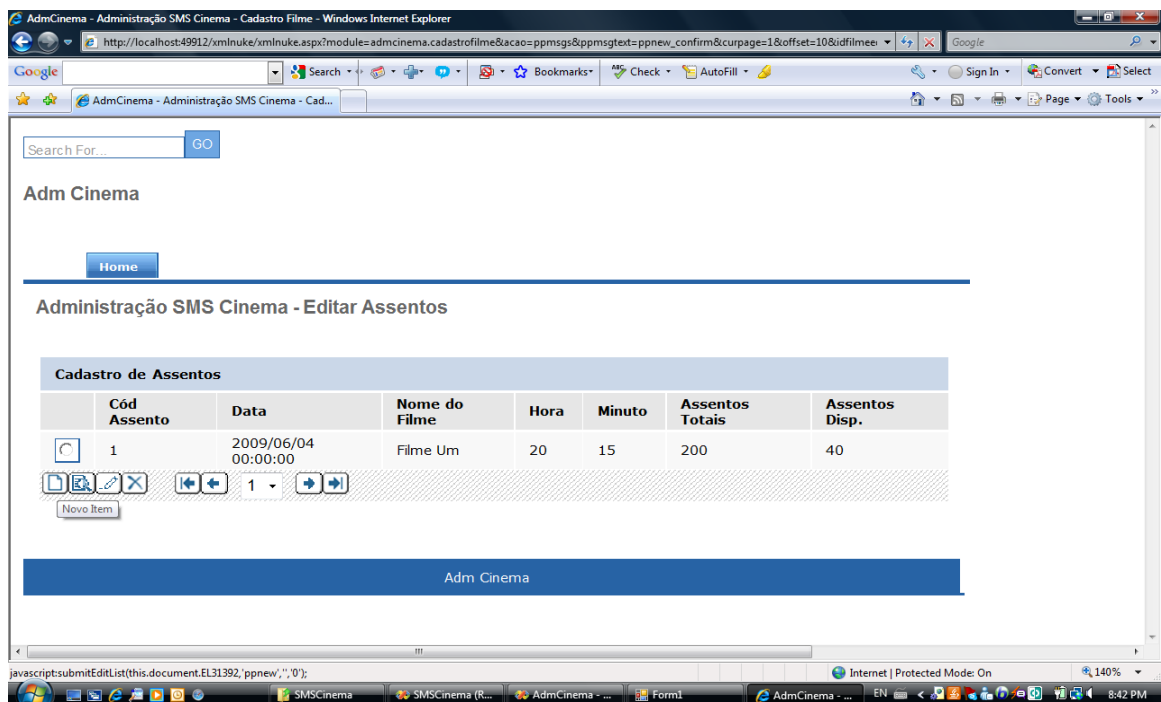 AdmCinema - Administração SMS Cinema - Cadastro Filme - Windows Internet Explorer
http://localhost:49912/xmlnuke/xmlnuke.aspx?module=admcinema.cadastrofilme&acao=ppmsgs&ppmsgtext=ppnew_confirm&curpage=1&offset=10&idfilmee
Google
Google Search Bookmarks ABC Check AutoFill Sign In Convert Select
AdmCinema - Administração SMS Cinema - Cad... Page Tools
Search For... GO
Adm Cinema
Home
Administração SMS Cinema - Editar Assentos
Cadastro de Assentos
Cód Assento Data Nome do Filme Hora Minuto Assentos Totais Assentos Disp.
1 2009/06/04 00:00:00 Filme Um 20 15 200 40
1
Novo Item
Adm Cinema
javascript:submitEditList(this.document.EL31392,'ppnew','','0'); Internet | Protected Mode: On 140%
SMSCinema SMSCinema (R... AdmCinema - ... Form1 AdmCinema - ... EN 8:42 PM